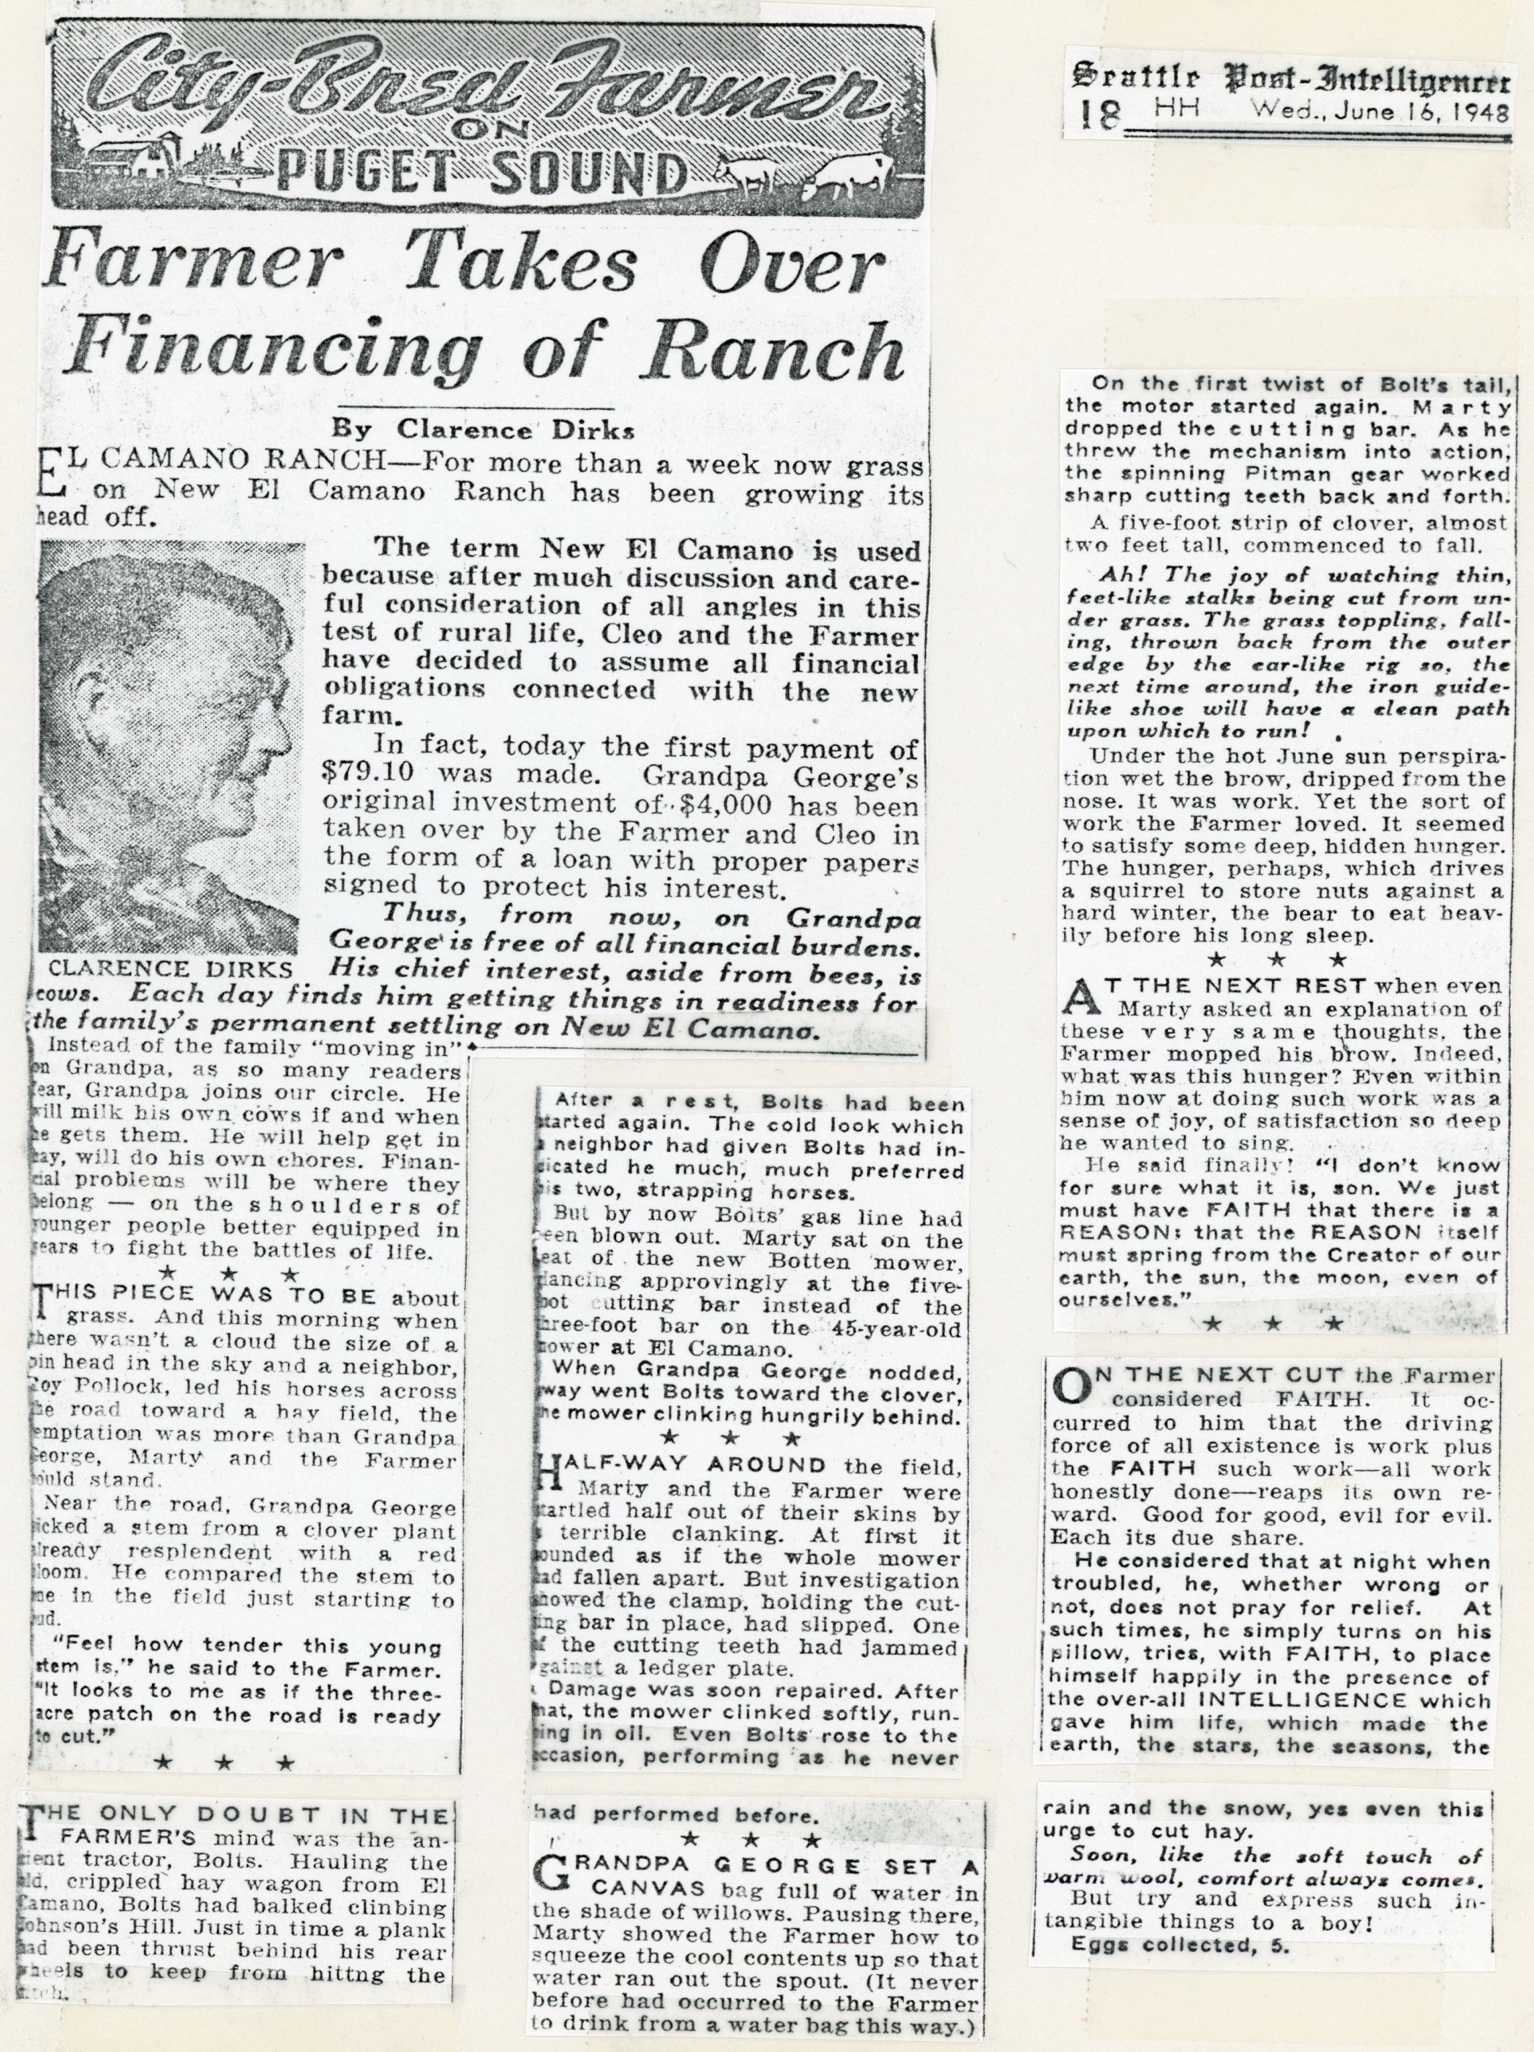 City-Bred Farmer
ON
PUGET SOUND
Seattle Post-Intelligencer
18 HH Wed., June 16, 1948
Farmer Takes Over
Financing of Ranch
By Clarence Dirks
EL CAMANO RANCH—For more than a week now grass
on New El Camano Ranch has been growing its
head off.
The term New El Camano is used
because after much discussion and care-
ful consideration of all angles in this
test of rural life, Cleo and the Farmer
have decided to assume all financial
obligations connected with the new
farm.
In fact, today the first payment of
$79.10 was made. Grandpa George's
original investment of $4,000 has been
taken over by the Farmer and Cleo in
the form of a loan with proper papers
signed to protect his interest.
Thus, from now, on Grandpa
George is free of all financial burdens.
CLARENCE DIRKS
His chief interest, aside from bees, is
cows. Each day finds him getting things in readiness for
the family's permanent settling on New El Camano.
Instead of the family "moving in"
on Grandpa, as so many readers
ear, Grandpa joins our circle. He
ill milk his own cows if and when
he gets them. He will help get in
ay, will do his own chores. Finan-
cial problems will be where they
belong — on the shoulders of
younger people better equipped in
years to fight the battles of life.
★ ★ ★
THIS PIECE WAS TO BE about
grass. And this morning when
there wasn't a cloud the size of a
pin head in the sky and a neighbor,
Roy Pollock, led his horses across
he road toward a hay field, the
emptation was more than Grandpa
George, Marty and the Farmer
ould stand.
Near the road, Grandpa George
icked a stem from a clover plant
already resplendent with a red
loom. He compared the stem to
ne in the field just starting to
ud.
"Feel how tender this young
stem is," he said to the Farmer.
"It looks to me as if the three-
acre patch on the road is ready
to cut."
★ ★ ★
THE ONLY DOUBT IN THE
FARMER'S mind was the an-
cient tractor, Bolts. Hauling the
ld, crippled hay wagon from El
Camano, Bolts had balked clinbing
Johnson's Hill. Just in time a plank
had been thrust behind his rear
wheels to keep from hittng the
itch.
After a rest, Bolts had been
started again. The cold look which
a neighbor had given Bolts had in-
dicated he much, much preferred
his two, strapping horses.
But by now Bolts' gas line had
een blown out. Marty sat on the
eat of the new Botten mower,
lancing approvingly at the five-
oot cutting bar instead of the
three-foot bar on the 45-year-old
ower at El Camano.
When Grandpa George nodded,
way went Bolts toward the clover,
he mower clinking hungrily behind.
★ ★ ★
HALF-WAY AROUND the field,
Marty and the Farmer were
startled half out of their skins by
a terrible clanking. At first it
ounded as if the whole mower
had fallen apart. But investigation
showed the clamp, holding the cut-
ting bar in place, had slipped. One
of the cutting teeth had jammed
against a ledger plate.
Damage was soon repaired. After
that, the mower clinked softly, run-
ning in oil. Even Bolts rose to the
occasion, performing as he never
had performed before.
★ ★ ★
GRANDPA GEORGE SET A
CANVAS bag full of water in
the shade of willows. Pausing there,
Marty showed the Farmer how to
squeeze the cool contents up so that
water ran out the spout. (It never
before had occurred to the Farmer
to drink from a water bag this way.)
On the first twist of Bolt's tail,
the motor started again. Marty
dropped the cutting bar. As he
threw the mechanism into action,
the spinning Pitman gear worked
sharp cutting teeth back and forth.
A five-foot strip of clover, almost
two feet tall, commenced to fall.
Ah! The joy of watching thin,
feet-like stalks being cut from un-
der grass. The grass toppling, fall-
ing, thrown back from the outer
edge by the ear-like rig so, the
next time around, the iron guide-
like shoe will have a clean path
upon which to run!
Under the hot June sun perspira-
tion wet the brow, dripped from the
nose. It was work. Yet the sort of
work the Farmer loved. It seemed
to satisfy some deep, hidden hunger.
The hunger, perhaps, which drives
a squirrel to store nuts against a
hard winter, the bear to eat heav-
ily before his long sleep.
★ ★ ★
AT THE NEXT REST when even
Marty asked an explanation of
these very same thoughts, the
Farmer mopped his brow. Indeed,
what was this hunger? Even within
him now at doing such work was a
sense of joy, of satisfaction so deep
he wanted to sing.
He said finally! "I don't know
for sure what it is, son. We just
must have FAITH that there is a
REASON; that the REASON itself
must spring from the Creator of our
earth, the sun, the moon, even of
ourselves."
★ ★ ★
ON THE NEXT CUT the Farmer
considered FAITH. It oc-
curred to him that the driving
force of all existence is work plus
the FAITH such work—all work
honestly done—reaps its own re-
ward. Good for good, evil for evil.
Each its due share.
He considered that at night when
troubled, he, whether wrong or
not, does not pray for relief. At
such times, he simply turns on his
pillow, tries, with FAITH, to place
himself happily in the presence of
the over-all INTELLIGENCE which
gave him life, which made the
earth, the stars, the seasons, the
rain and the snow, yes even this
urge to cut hay.
Soon, like the soft touch of
warm wool, comfort always comes.
But try and express such in-
tangible things to a boy!
Eggs collected, 5.